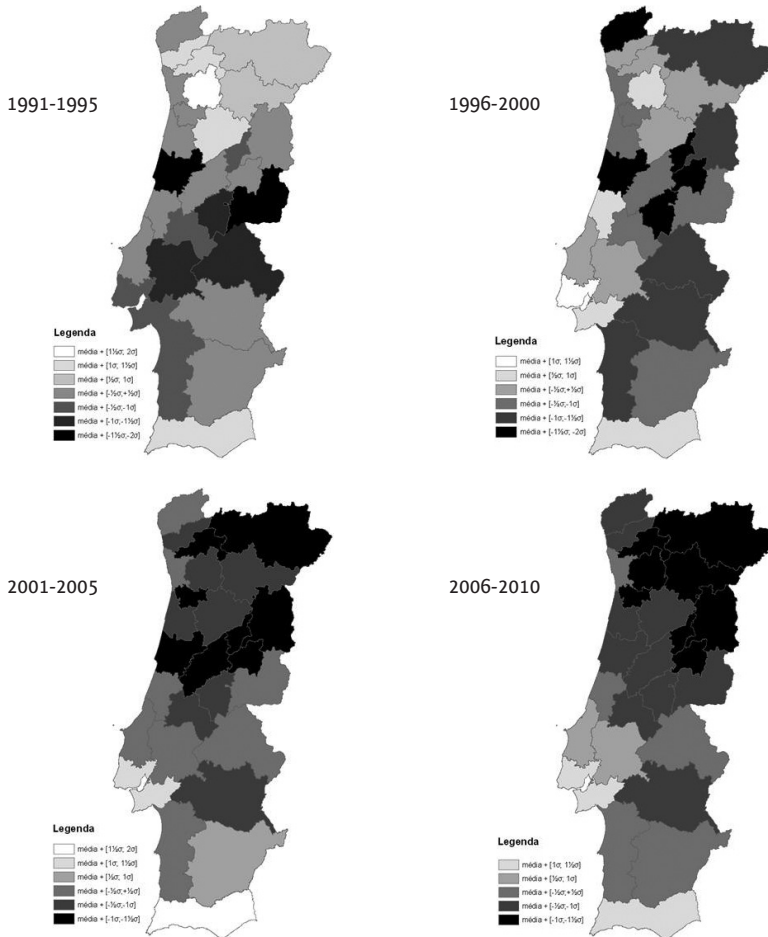 1991-1995
Legenda
média + [1½σ, 2σ]
média + [1σ; 1½σ]
média + [½σ; 1σ]
média + [-½σ,+½σ]
média + [-½σ,-1σ]
média + [-1σ,-1½σ]
média + [-1½σ,-2σ]
1996-2000
Legenda
média + [1σ; 1½σ]
média + [½σ; 1σ]
média + [-½σ,+½σ]
média + [-½σ,-1σ]
média + [-1σ,-1½σ]
média + [-1½σ, -2σ]
2001-2005
Legenda
média + [1½σ; 2σ]
média + [1σ; 1½σ]
média + [½σ; 1σ]
média + [-½σ,+½σ]
média + [-½σ,-1σ]
média + [-1σ,-1½σ]
2006-2010
Legenda
média + [1σ; 1½σ]
média + [½σ; 1σ]
média + [-½σ,+½σ]
média + [-½σ,-1σ]
média + [-1σ,-1½σ]